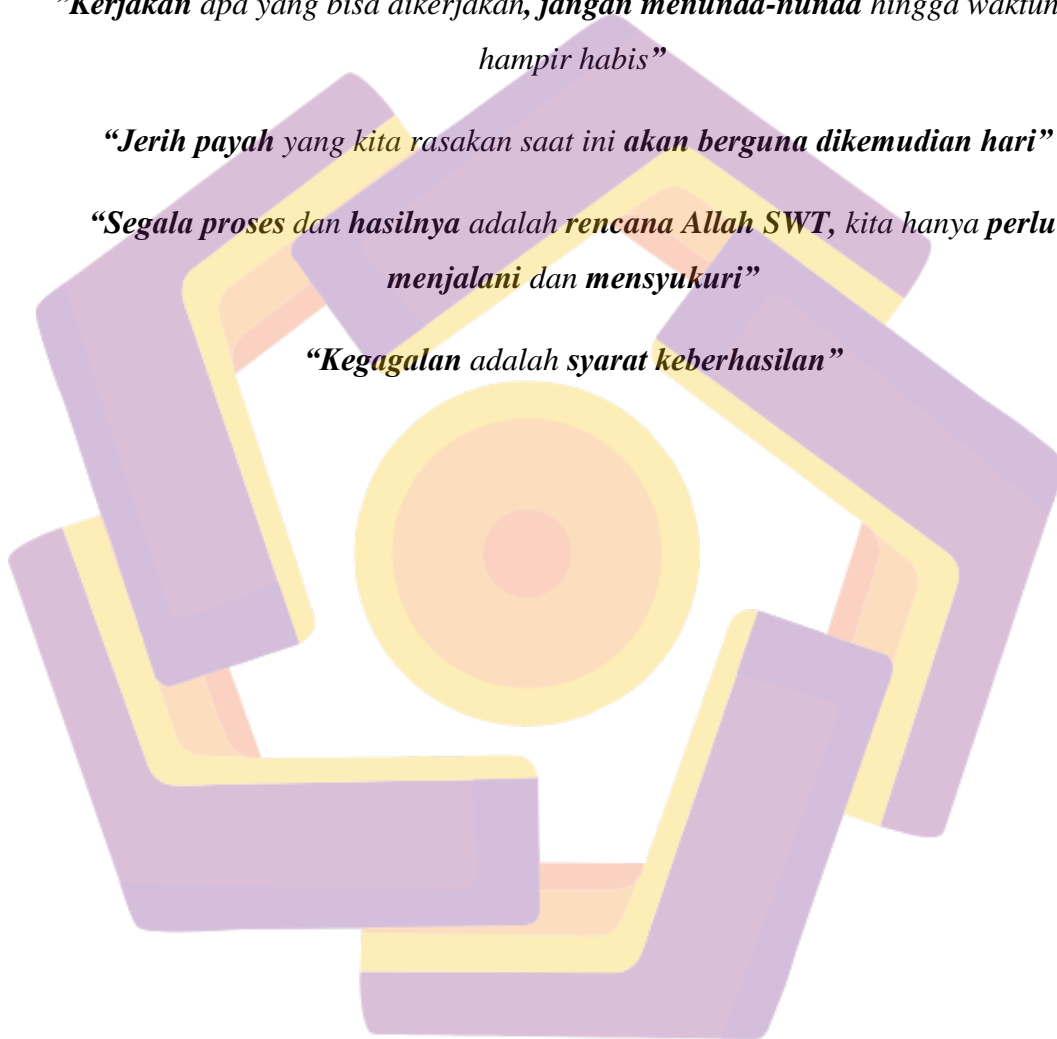 ”Kerjakan apa yang bisa dikerjakan, jangan menunda-nunda hingga
hampir habis”
“Jerih payah yang kita rasakan saat ini akan berguna dikemudian hari”
“Segala proses dan hasilnya adalah rencana Allah SWT, kita hanya perlu
menjalani dan mensyukuri”
“Kegagalan adalah syarat keberhasilan”